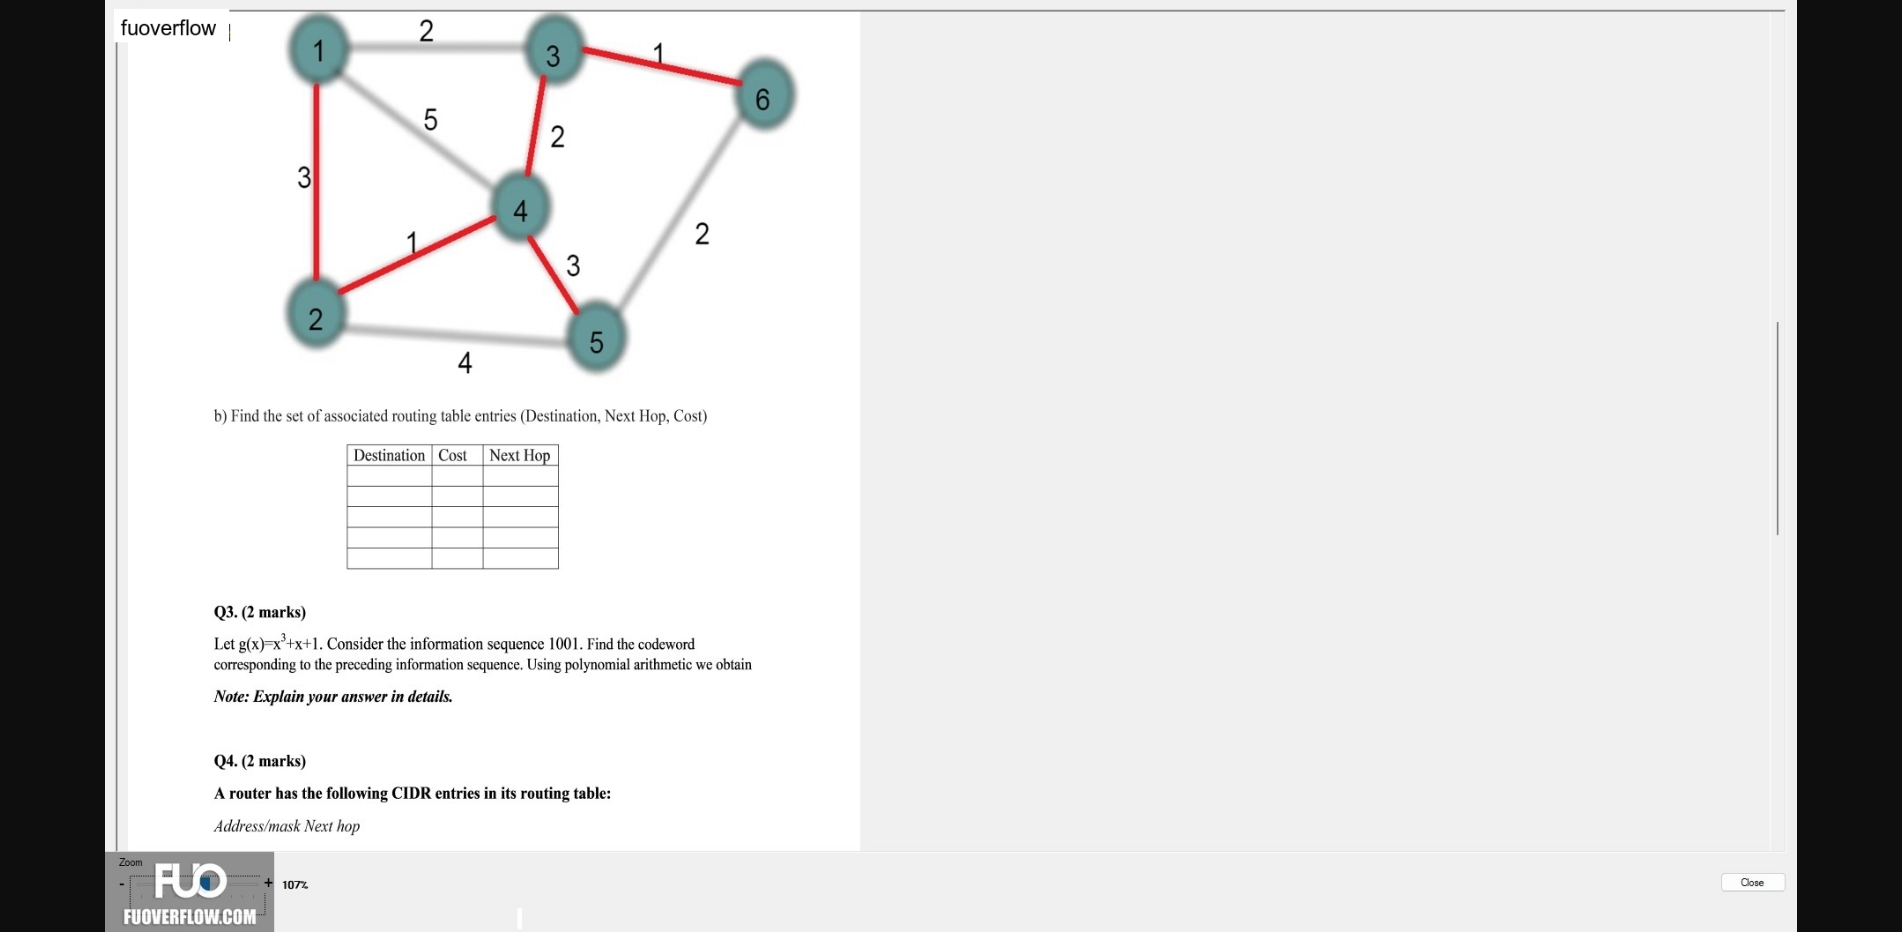 fuoverflow
1
2
3
1
6
5
2
3
4
1
2
3
2
5
4
b) Find the set of associated routing table entries (Destination, Next Hop, Cost)
Destination Cost Next Hop
Q3. (2 marks)
Let g(x)=x³+x+1. Consider the information sequence 1001. Find the codeword
corresponding to the preceding information sequence. Using polynomial arithmetic we obtain
Note: Explain your answer in details.
Q4. (2 marks)
A router has the following CIDR entries in its routing table:
Address/mask Next hop
Zoom
FUO
- + 107%
Close
FUOVERFLOW.COM